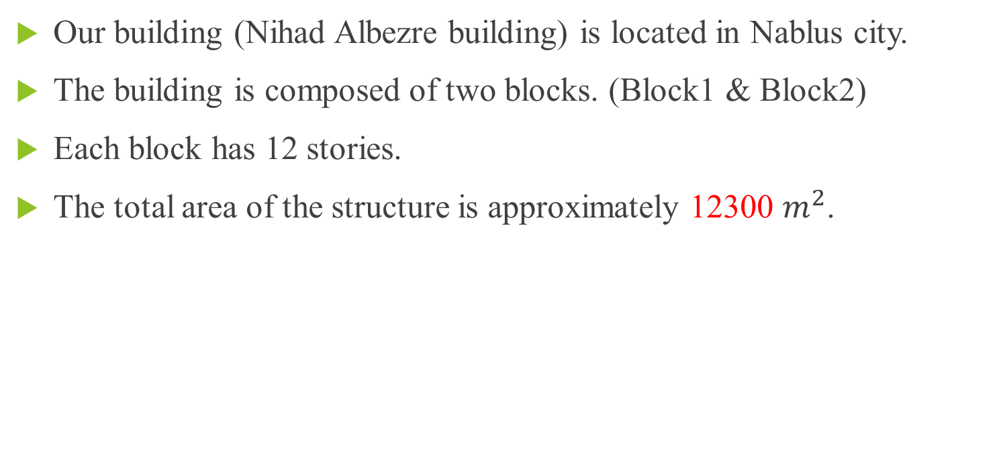 Our building (Nihad Albezre building) is located in Nablus city.
The building is composed of two blocks. (Block1 & Block2)
Each block has 12 stories.
The total area of the structure is approximately 12300 m².